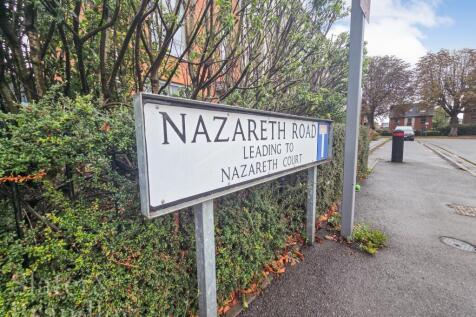 NAZARETH ROAD
LEADING TO
NAZARETH COURT